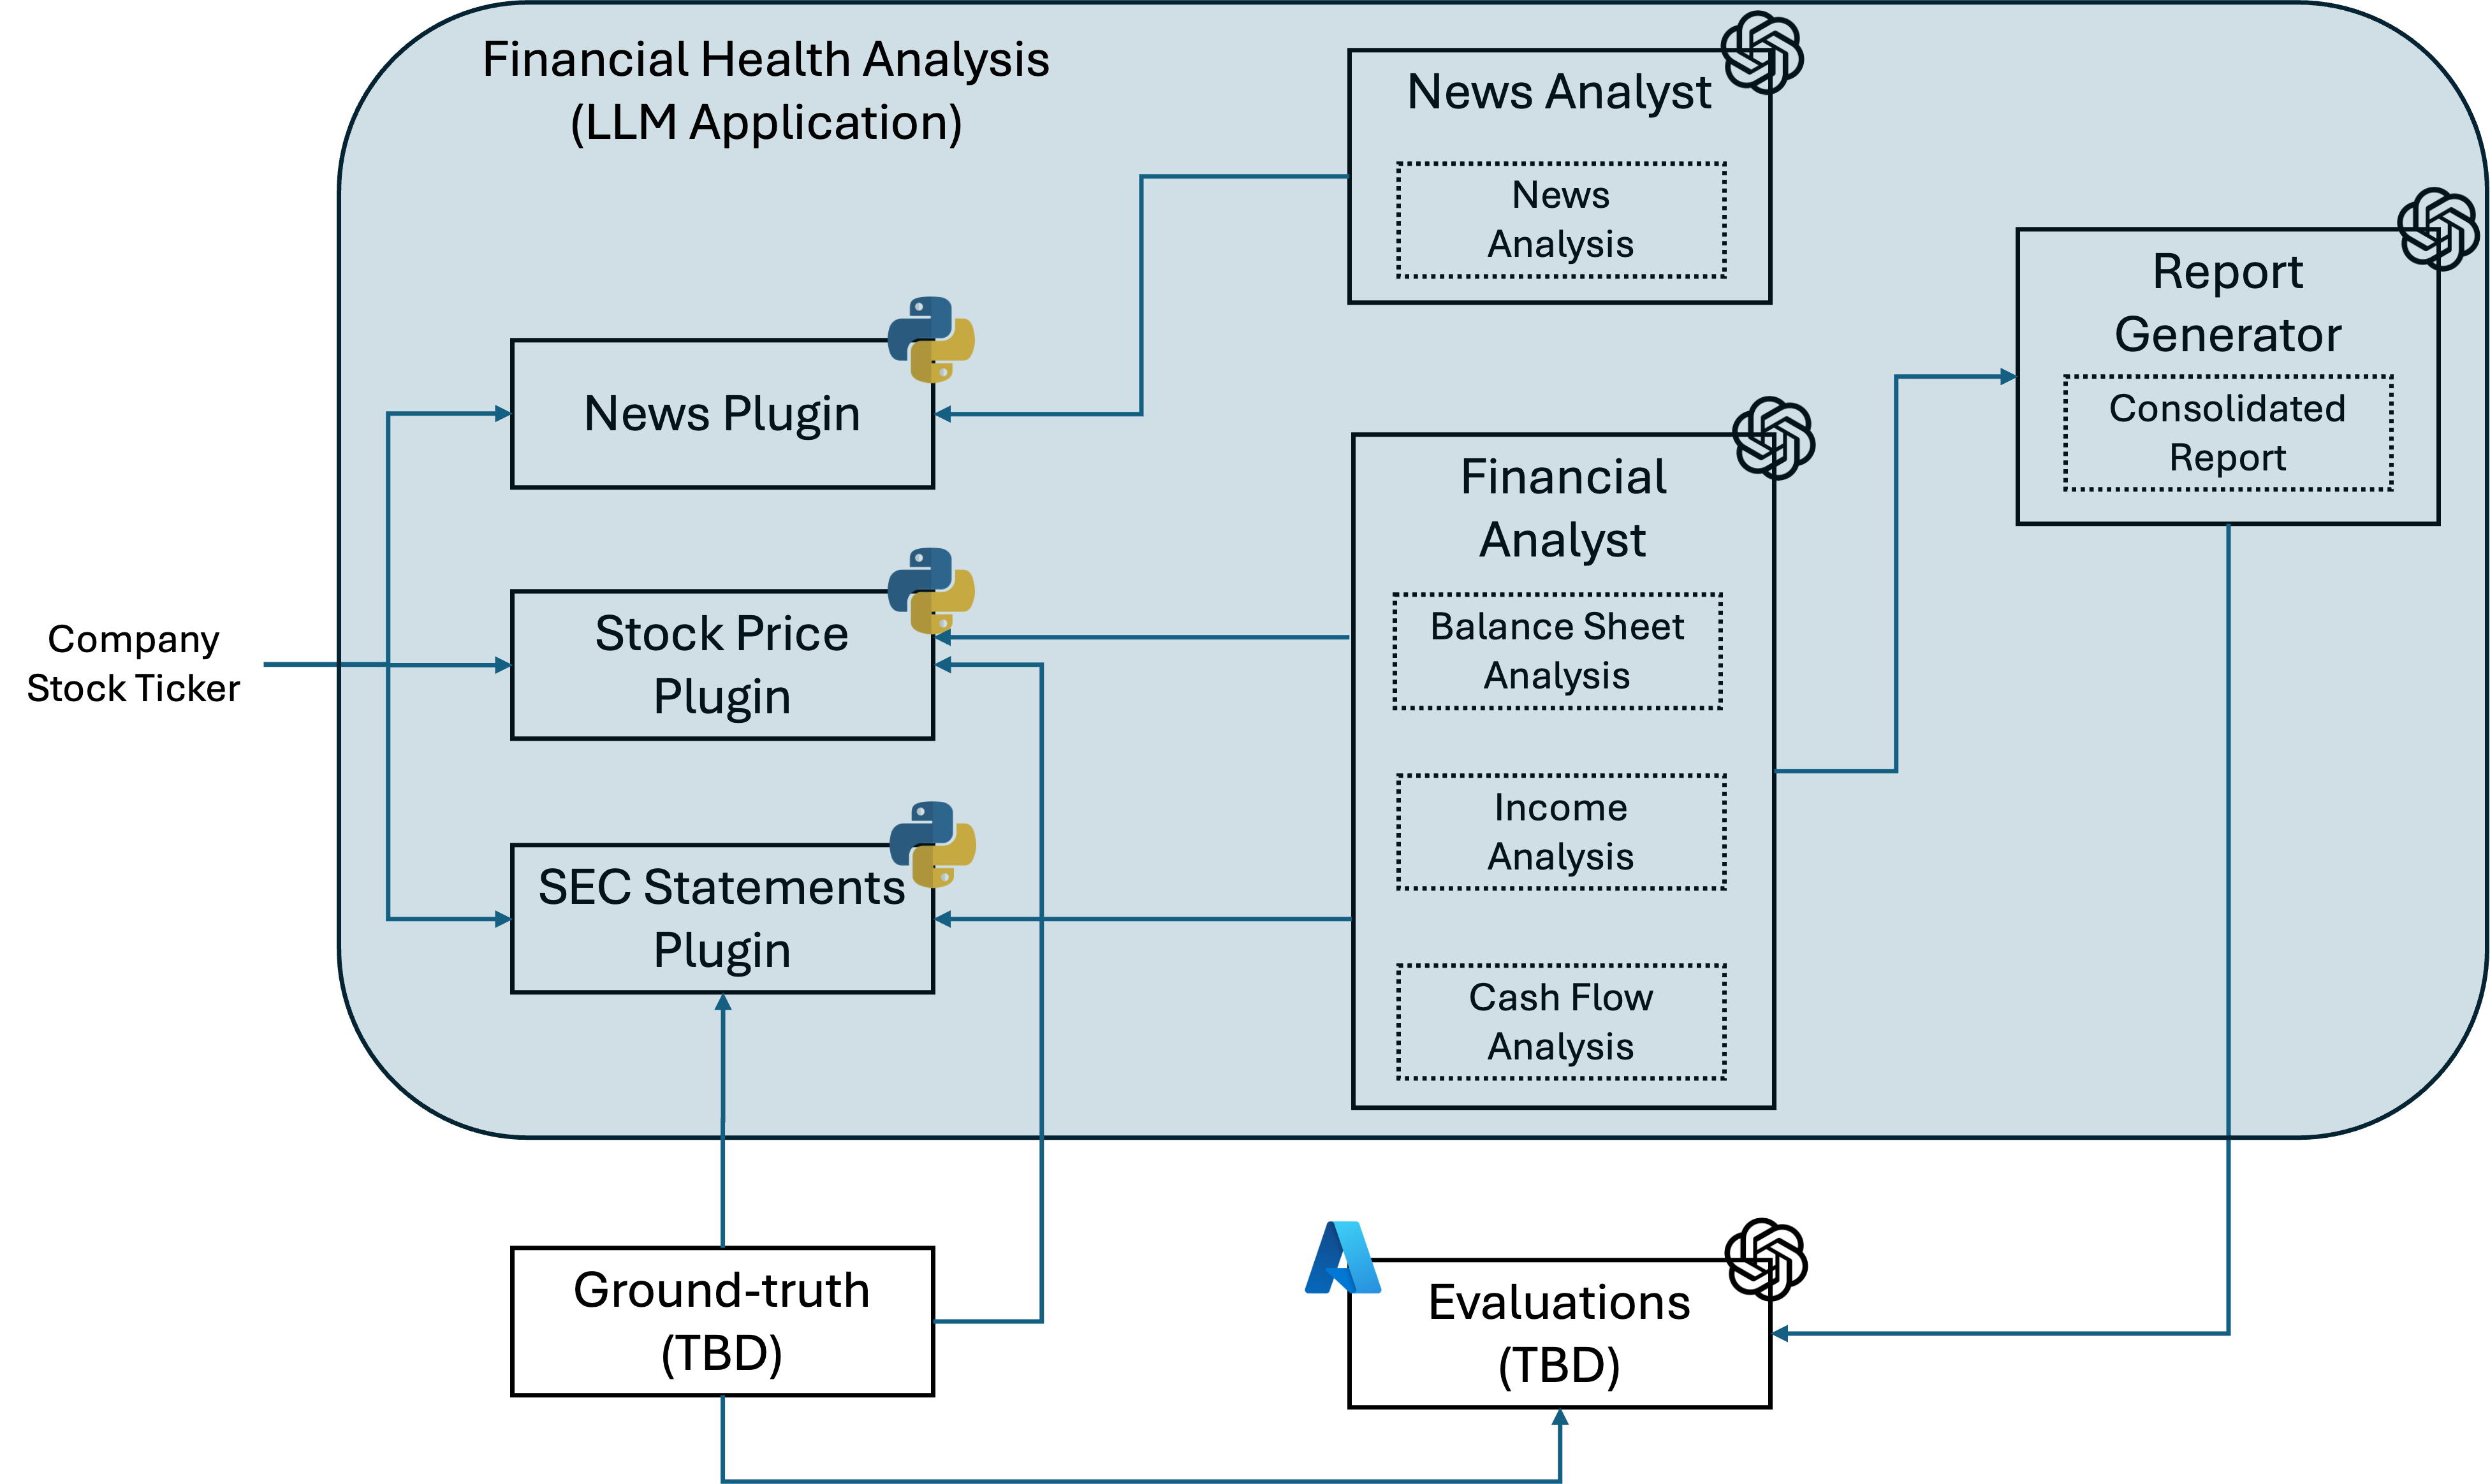 Financial Health Analysis
(LLM Application)
News Analyst
News
Analysis
Report
Generator
Consolidated
Report
News Plugin
Financial
Analyst
Balance Sheet
Analysis
Income
Analysis
Cash Flow
Analysis
Stock Price
Plugin
Company
Stock Ticker
SEC Statements
Plugin
Ground-truth
(TBD)
Evaluations
(TBD)